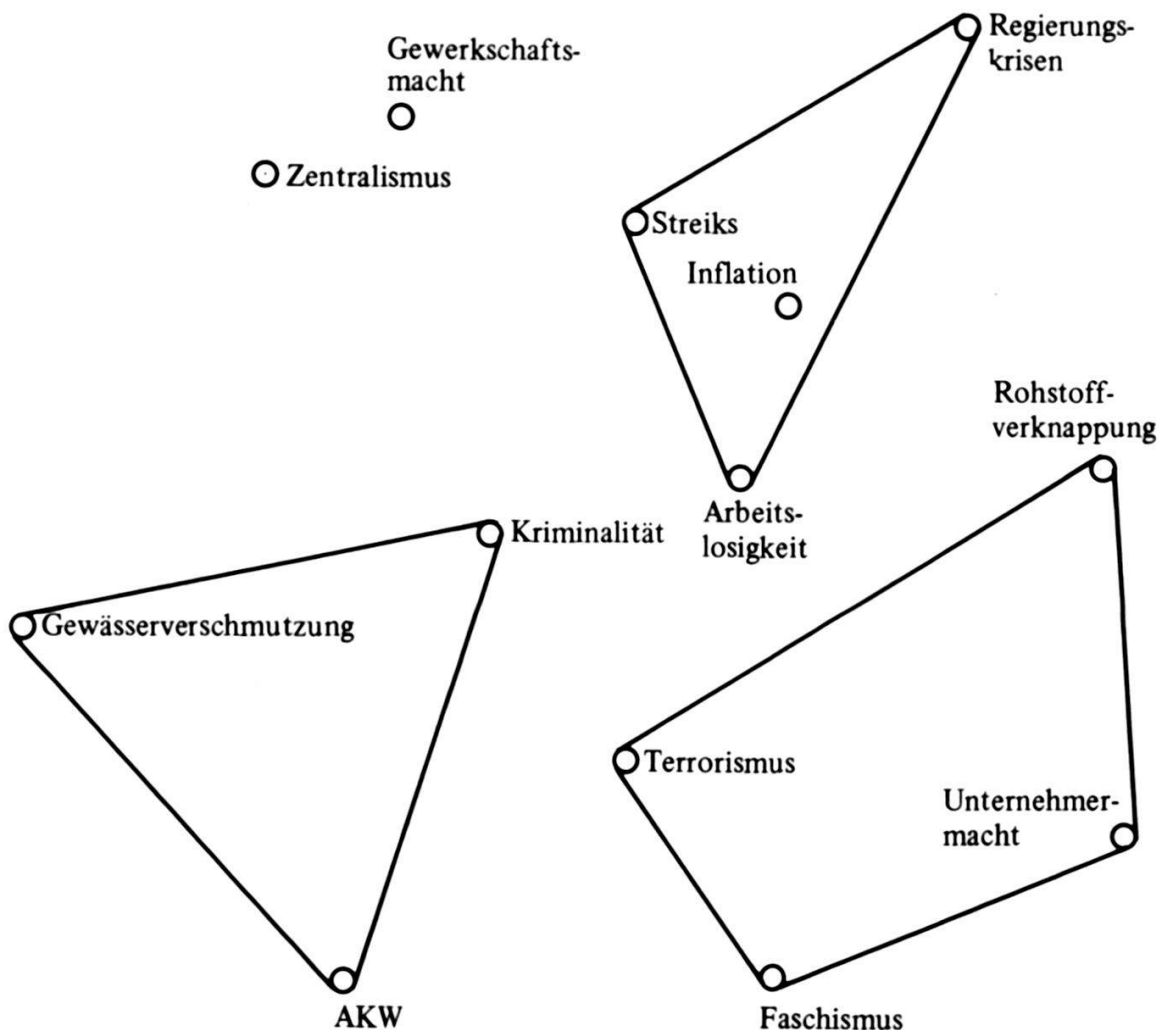 Regierungs-
krisen
Gewerkschafts-
macht
Zentralismus
Streiks
Inflation
Rohstoff-
verknappung
Arbeits-
losigkeit
Kriminalität
Gewässerverschmutzung
Terrorismus
Unternehmer-
macht
AKW
Faschismus